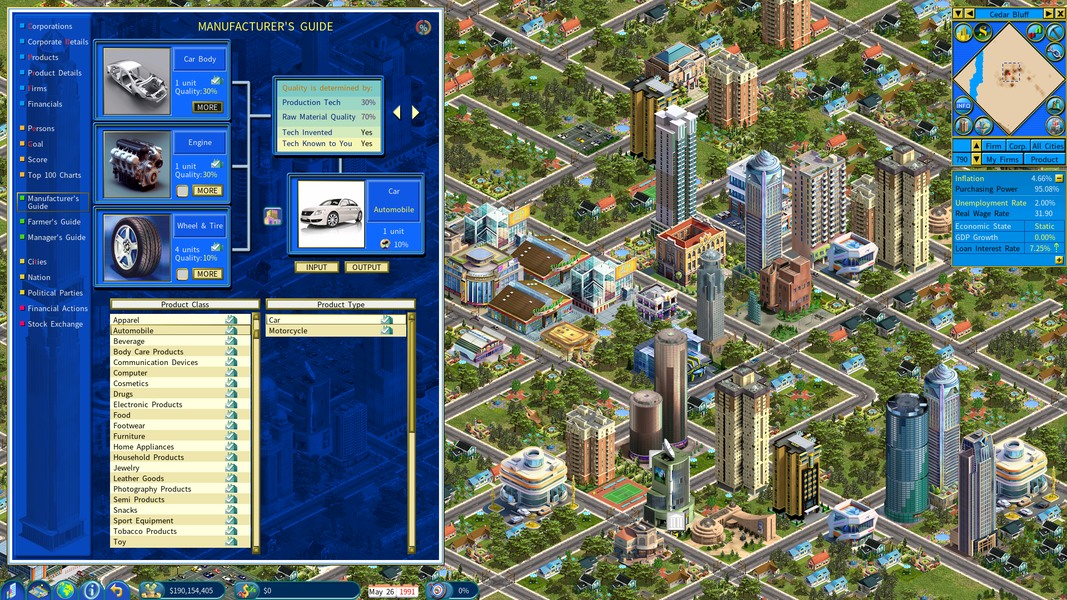 MANUFACTURER'S GUIDE
%
Corporations
Corporate Details
Products
Product Details
Firms
Financials
Persons
Goal
Score
Top 100 Charts
Manufacturer's
Guide
Farmer's Guide
Manager's Guide
Cities
Nation
Political Parties
Financial Actions
Stock Exchange
Car Body
1 unit
Quality:30%
MORE
Engine
1 unit
Quality:30%
MORE
Wheel & Tire
4 units
Quality:10%
MORE
Quality is determined by:
Production Tech 30%
Raw Material Quality 70%
Tech Invented Yes
Tech Known to You Yes
Car
Automobile
1 unit
10%
INPUT OUTPUT
Product Class Product Type
Apparel
Automobile
Beverage
Body Care Products
Communication Devices
Computer
Cosmetics
Drugs
Electronic Products
Food
Footwear
Furniture
Home Appliances
Household Products
Jewelry
Leather Goods
Photography Products
Semi Products
Snacks
Sport Equipment
Tobacco Products
Toy
Car
Motorcycle
Cedar Bluff
INFO
Firm Corp. All Cities
790 My Firms Product
Inflation 4.66%
Purchasing Power 95.08%
Unemployment Rate 2.00%
Real Wage Rate 31.90
Economic State Static
GDP Growth 0.00%
Loan Interest Rate 7.25%
$190,154,405
$0
May 26 1991
0%